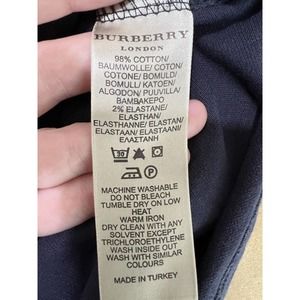 BURBERRY
LONDON
98% COTTON/
BAUMWOLLE/ COTON/
COTONE/ BOMULD/
BOMULL/ KATOEN/
ALGODON/ PUUVILLA/
ΒΑΜΒΑΚΕΡΟ
2% ELASTANE/
ELASTHAN/
ELASTHANNE/ ELASTAN/
ELASTAAN/ ELASTAANI/
ΕΛΑΣΤΑΝΗ
30
MACHINE WASHABLE
DO NOT BLEACH
TUMBLE DRY ON LOW
HEAT
WARM IRON
DRY CLEAN WITH ANY
SOLVENT EXCEPT
TRICHLOROETHYLENE
WASH INSIDE OUT
WASH WITH SIMILAR
COLOURS
MADE IN TURKEY